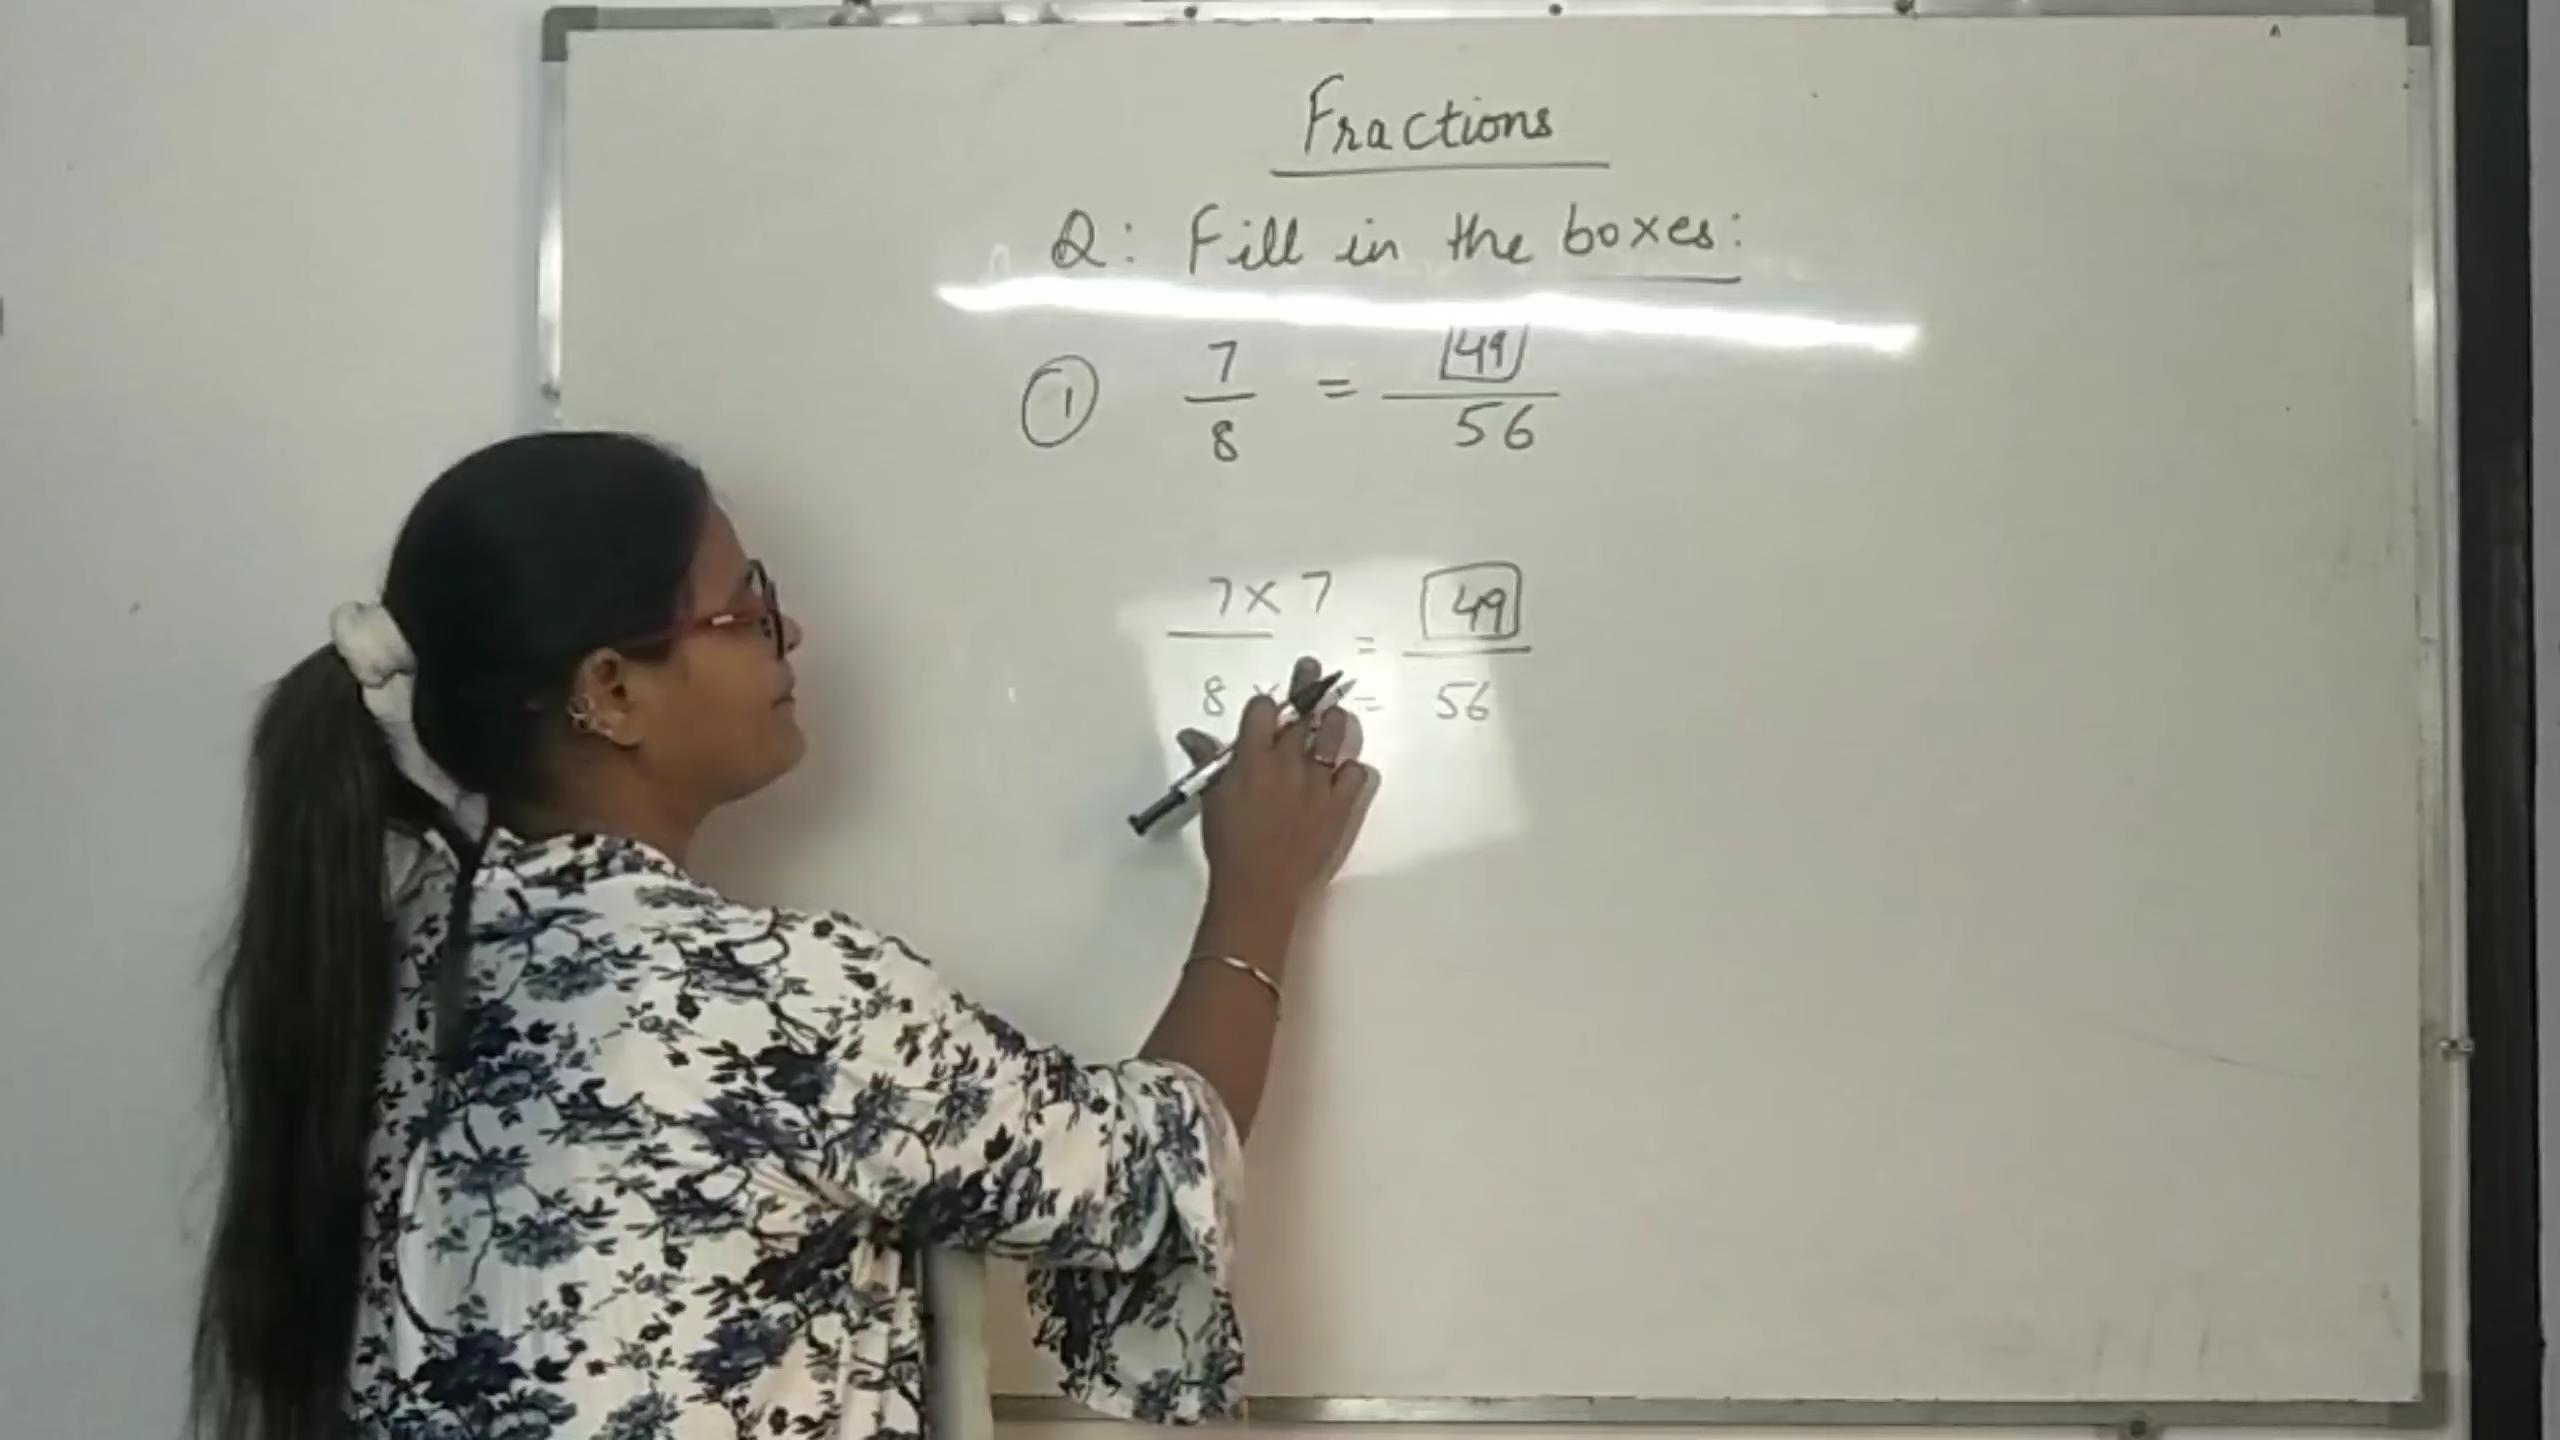 Fractions
Q: Fill in the boxes:
① 7/8 = 49/56
7 × 7 = 49
8 × = 56